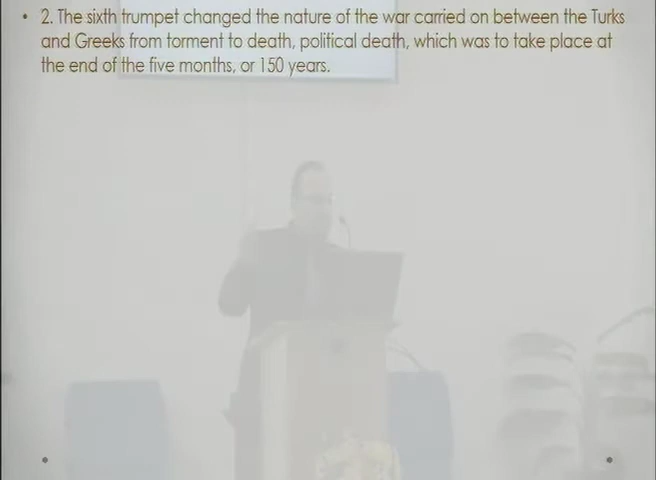 • 2. The sixth trumpet changed the nature of the war carried on between the Turks
and Greeks from torment to death, political death, which was to take place at
the end of the five months, or 150 years.